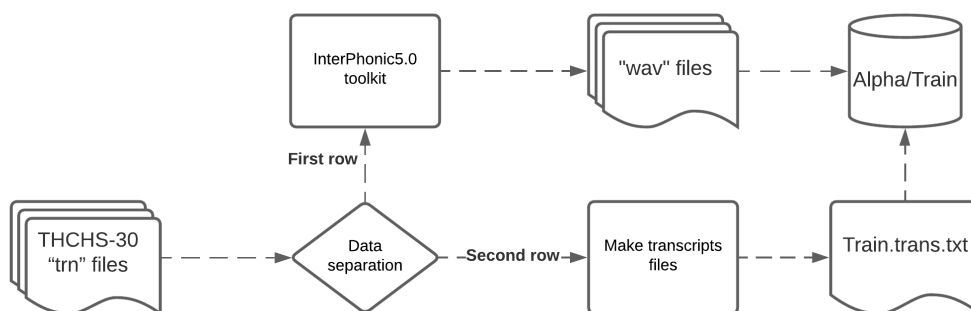 InterPhonic5.0
toolkit
"wav" files
Alpha/Train
First row
THCHS-30
“trn” files
Data
separation
Second row
Make transcripts
files
Train.trans.txt